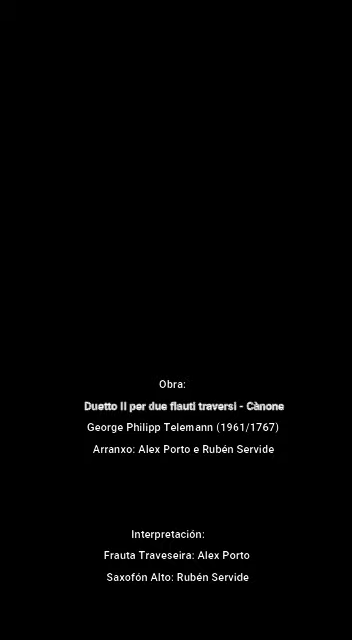 Obra:
Duetto II per due flauti traversi - Cànone
George Philipp Telemann (1961/1767)
Arranxo: Alex Porto e Rubén Servide
Interpretación:
Frauta Traveseira: Alex Porto
Saxofón Alto: Rubén Servide